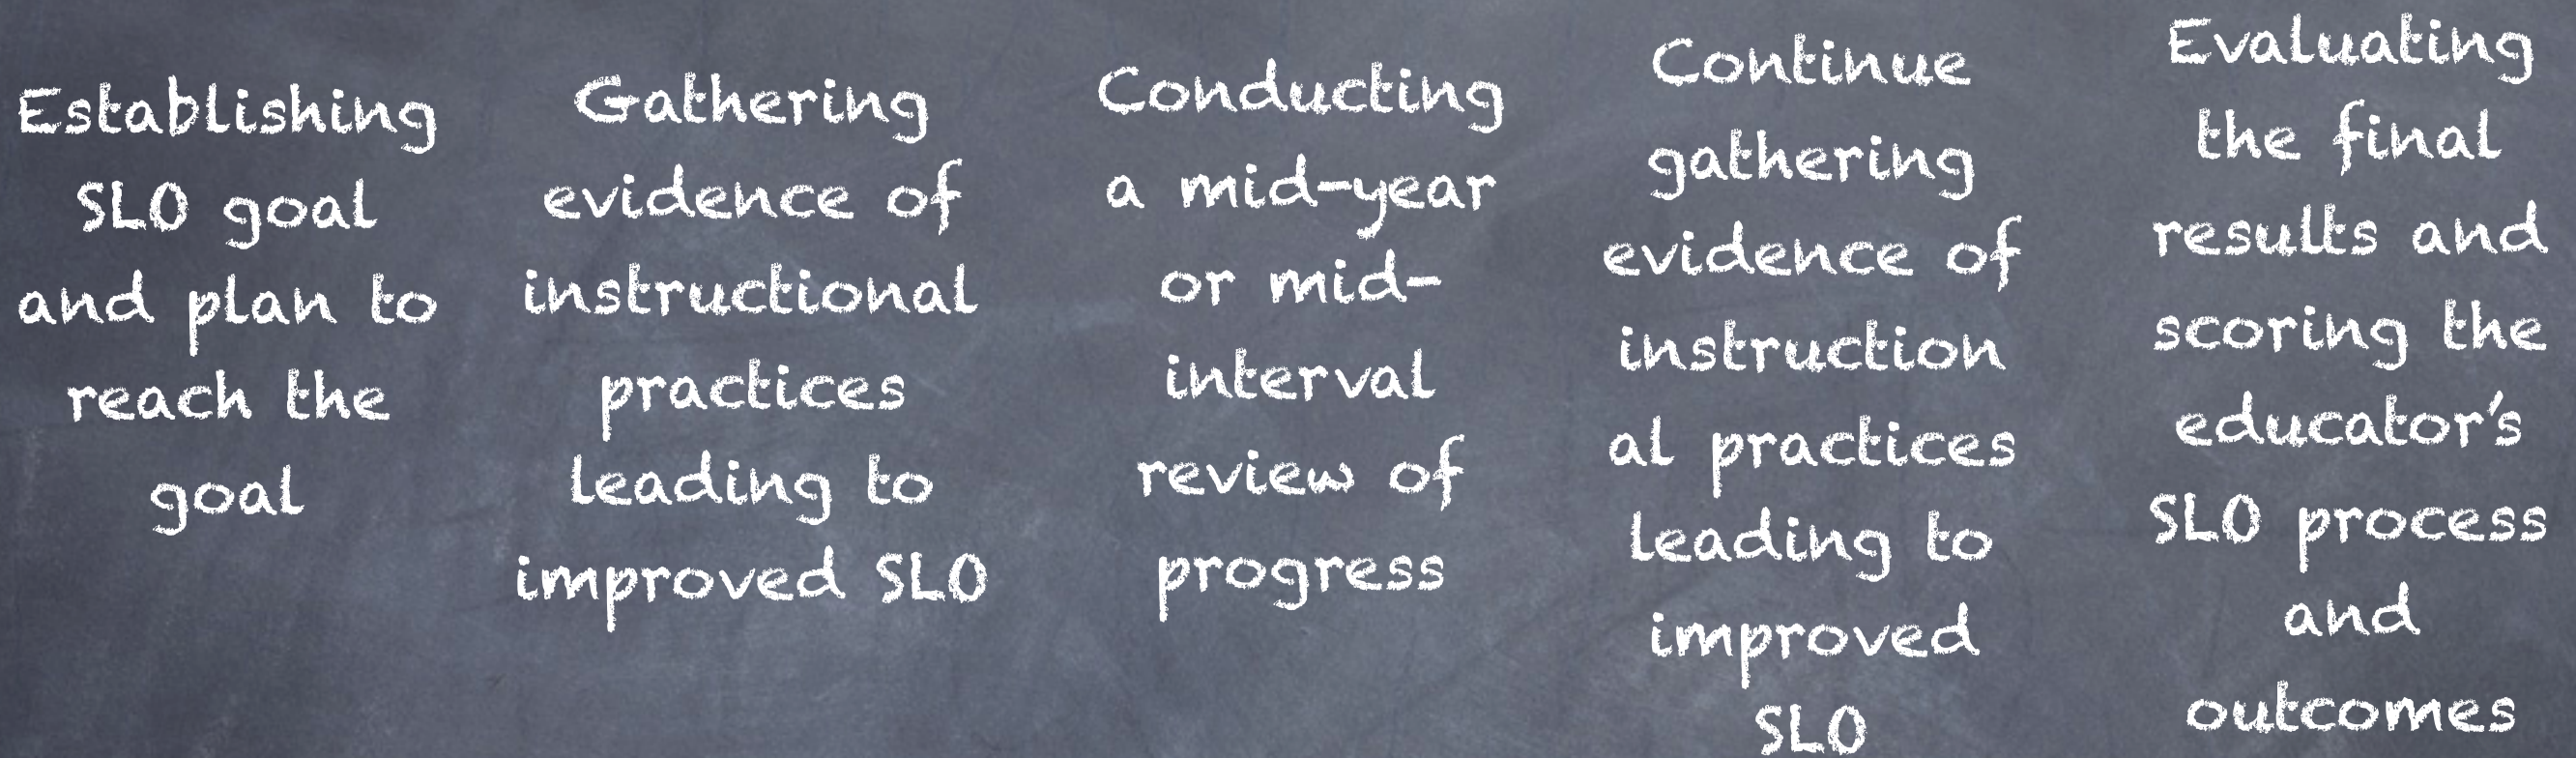 Establishing
SLO goal
and plan to
reach the
goal
Gathering
evidence of
instructional
practices
leading to
improved SLO
Conducting
a mid-year
or mid-
interval
review of
progress
Continue
gathering
evidence of
instruction
al practices
leading to
improved
SLO
Evaluating
the final
results and
scoring the
educator's
SLO process
and
outcomes